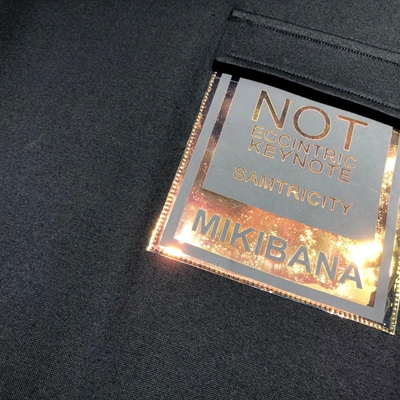 NOT
ECCINTRIC
KEYNOTE
SAMTRICITY
MIKIBANA